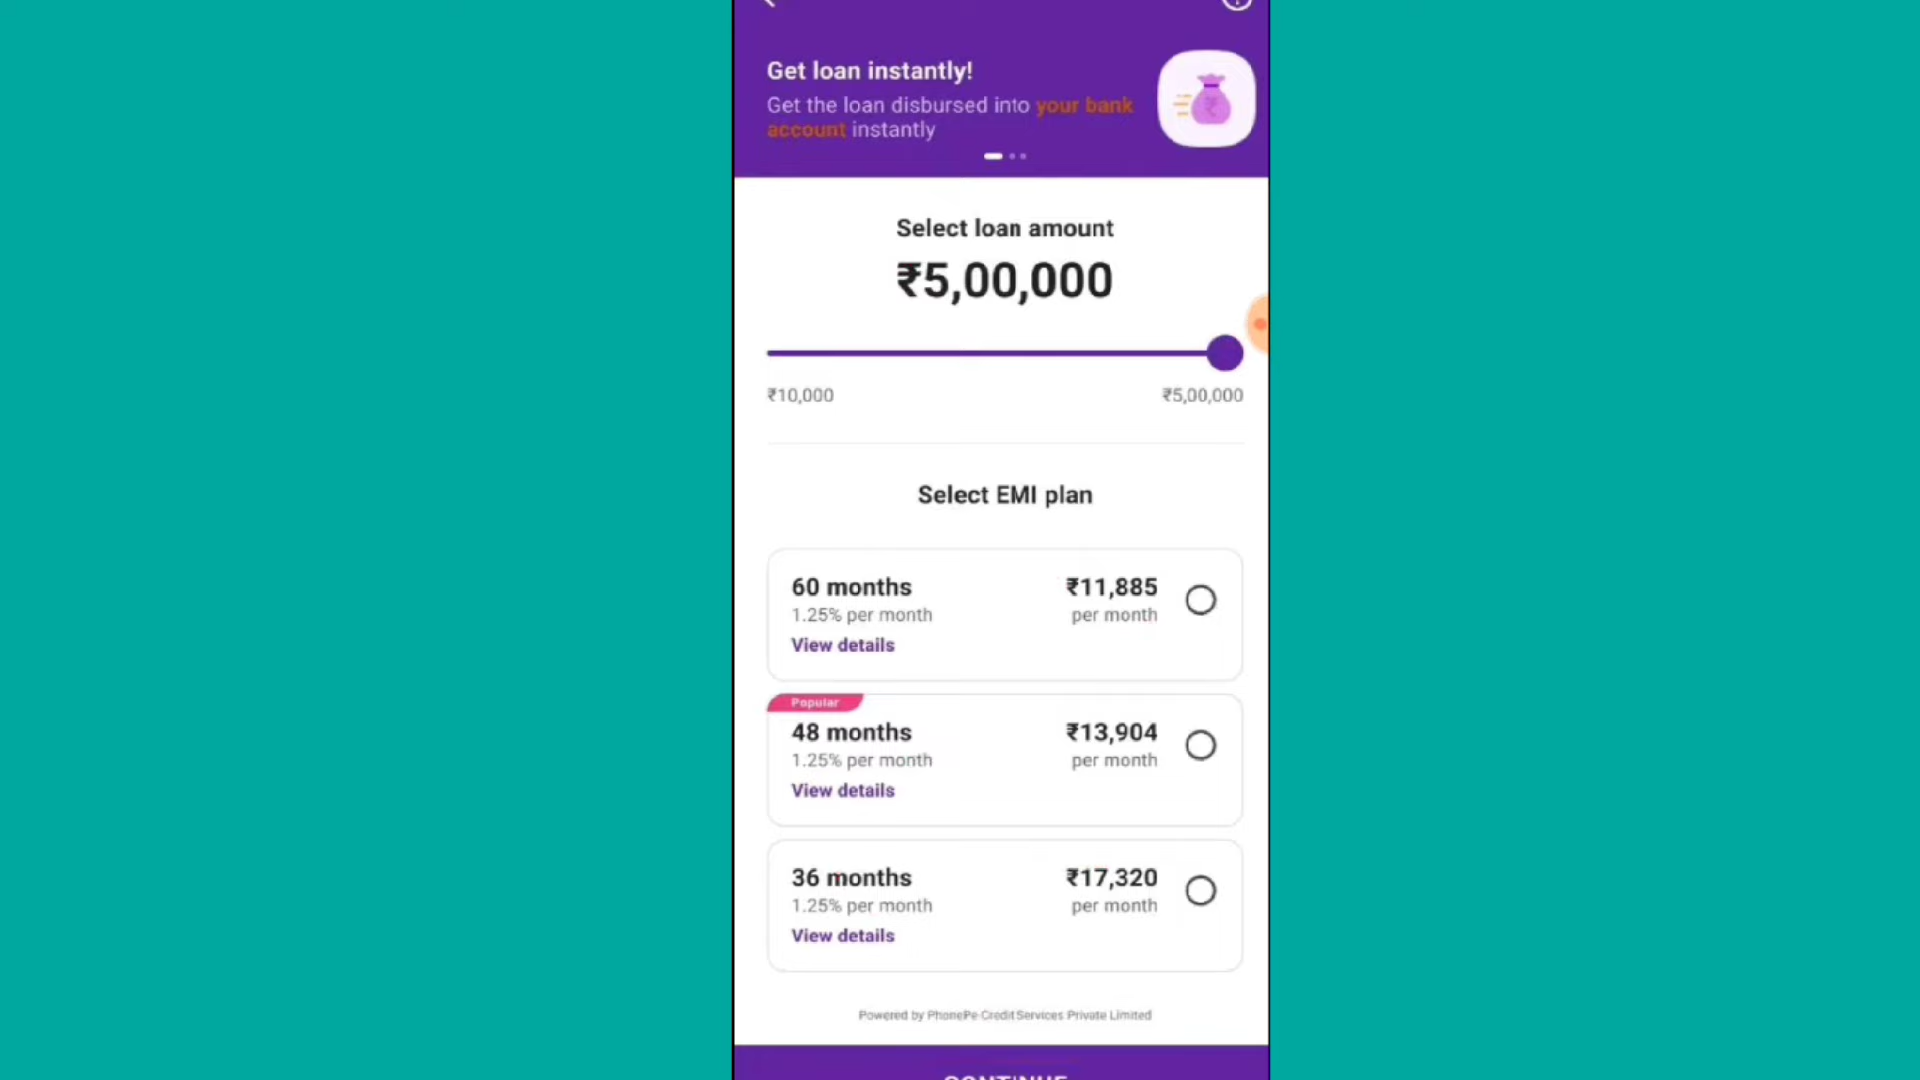 Get loan instantly!
Get the loan disbursed into your bank
account instantly
Select loan amount
₹5,00,000
₹10,000 ₹5,00,000
Select EMI plan
60 months ₹11,885
1.25% per month per month
View details
Popular
48 months ₹13,904
1.25% per month per month
View details
36 months ₹17,320
1.25% per month per month
View details
Powered by PhonePe Credit Services Private Limited
CONTINUE